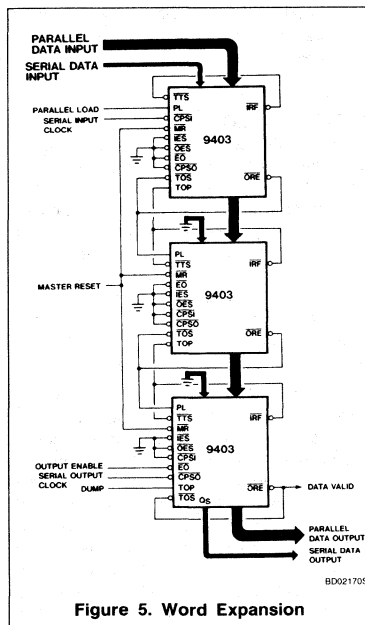 PARALLEL
DATA INPUT
SERIAL DATA
INPUT
TTS
IRF
PARALLEL LOAD
PL
SERIAL INPUT
CLOCK
CPSI
MR
9403
IES
OES
EO
CPSO
ORE
TOS
TOP
PL
TTS
IRF
MASTER RESET
MR
9403
EO
IES
OES
CPSI
CPSO
ORE
TOS
TOP
PL
IRF
TTS
MR
9403
IES
OES
CPSI
OUTPUT ENABLE
EO
SERIAL OUTPUT
CLOCK
CPSO
DUMP
TOP
ORE
DATA VALID
TOS
QS
PARALLEL
DATA OUTPUT
SERIAL DATA
OUTPUT
BD02170S
Figure 5. Word Expansion